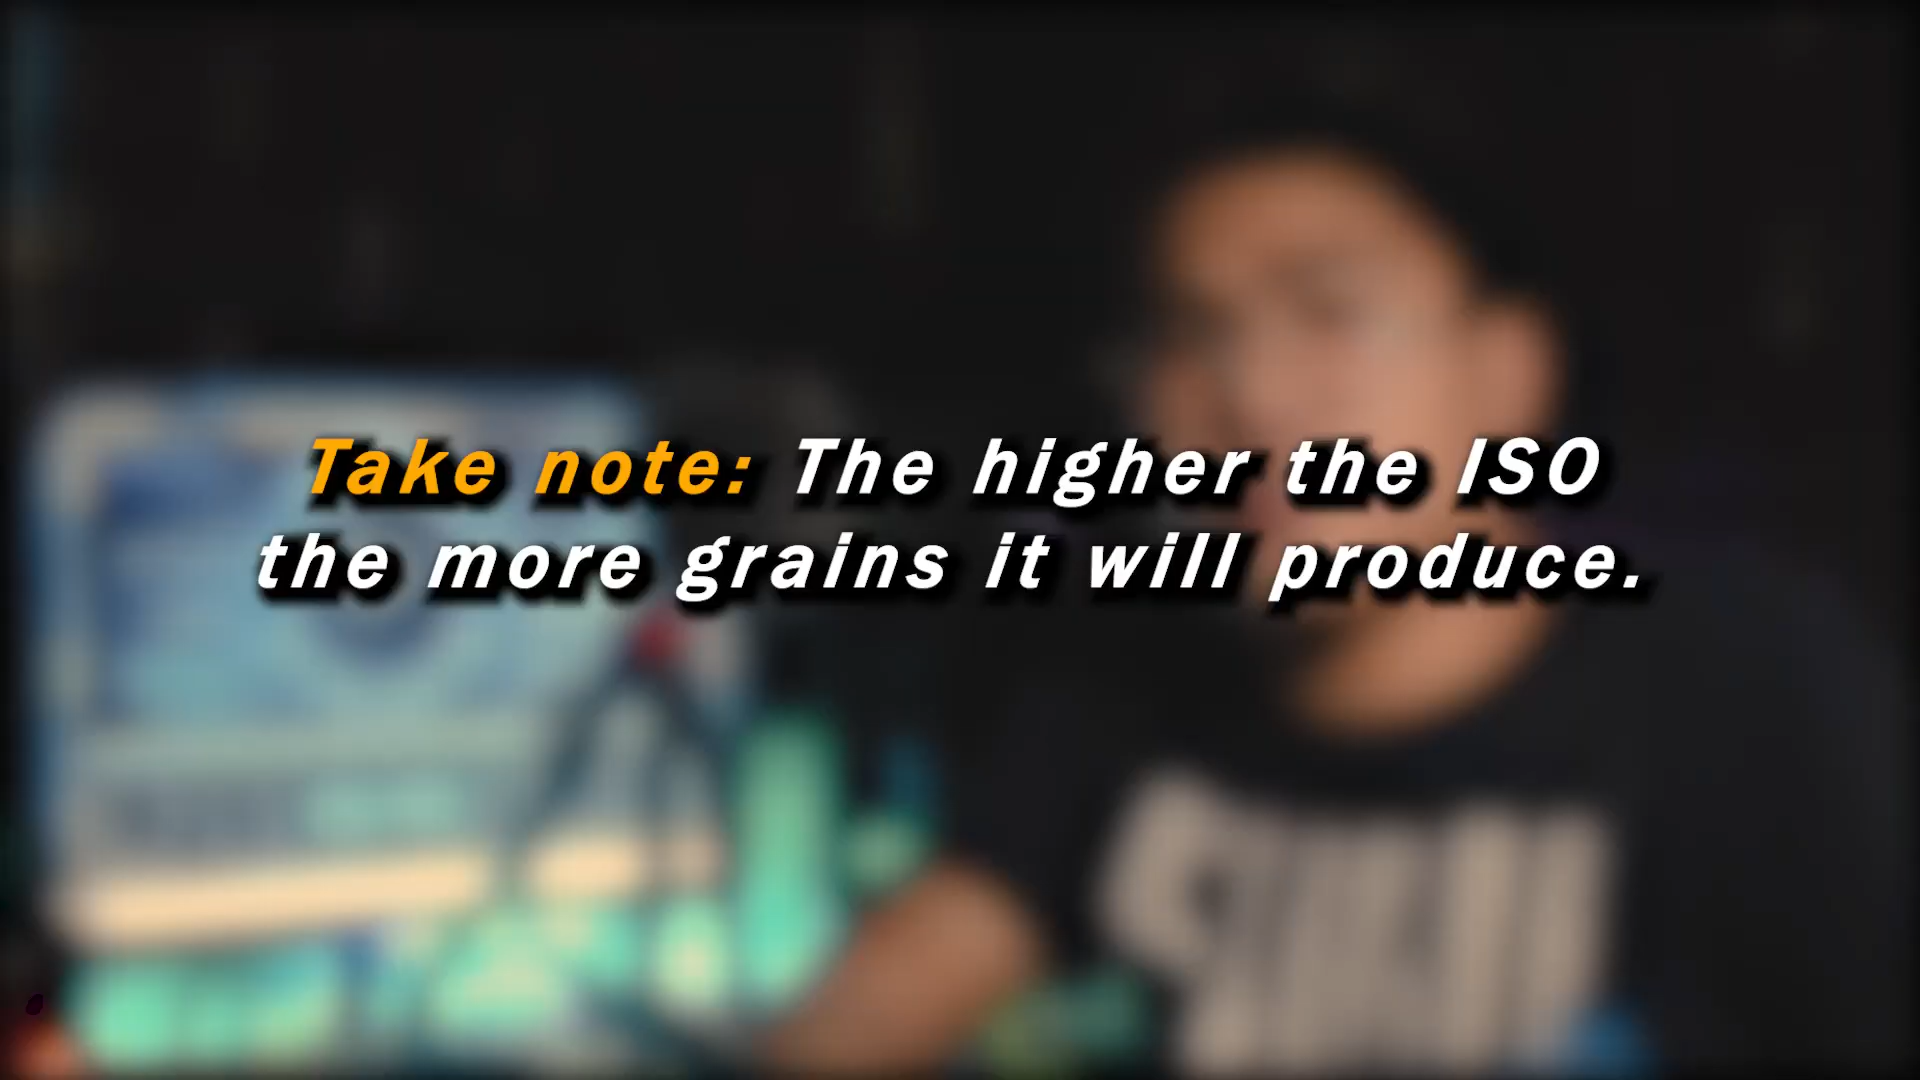 Take note: The higher the ISO
the more grains it will produce.